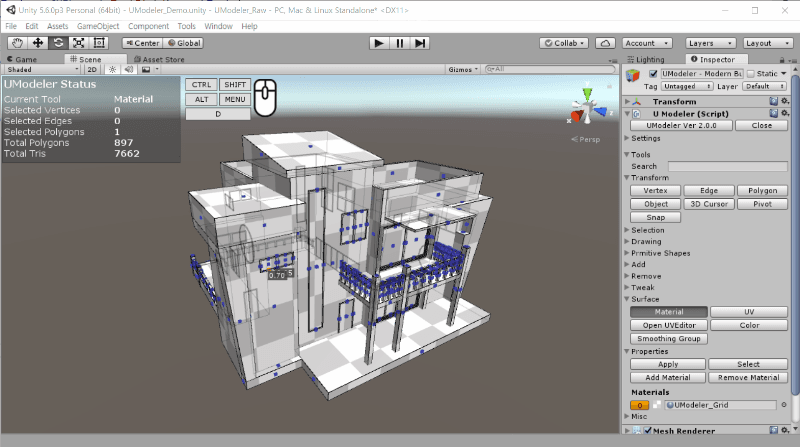 Unity 5.6.0p3 Personal (64bit) - UModeler_Demo.unity - UModeler_Raw - PC, Mac & Linux Standalone* <DX11>
File Edit Assets GameObject Component Tools Window Help
Center Global Collab Account Layers Layout
Game Scene Asset Store
Shaded 2D Gizmos All
UModeler Status
Current Tool Material
Selected Vertices 0
Selected Edges 0
Selected Polygons 1
Total Polygons 897
Total Tris 7662
CTRL SHIFT
ALT MENU
D
y
x
z
Persp
0.70 S
Lighting Inspector
UModeler - Modern Bu Static
Tag Untagged Layer Default
Transform
U Modeler (Script)
UModeler Ver 2.0.0 Close
Settings
Tools
Search
Transform
Vertex Edge Polygon
Object 3D Cursor Pivot
Snap
Selection
Drawing
Prmitive Shapes
Add
Remove
Tweak
Surface
Material UV
Open UVEditor Color
Smoothing Group
Properties
Apply Select
Add Material Remove Material
Materials
0 UModeler_Grid
Misc
Mesh Renderer